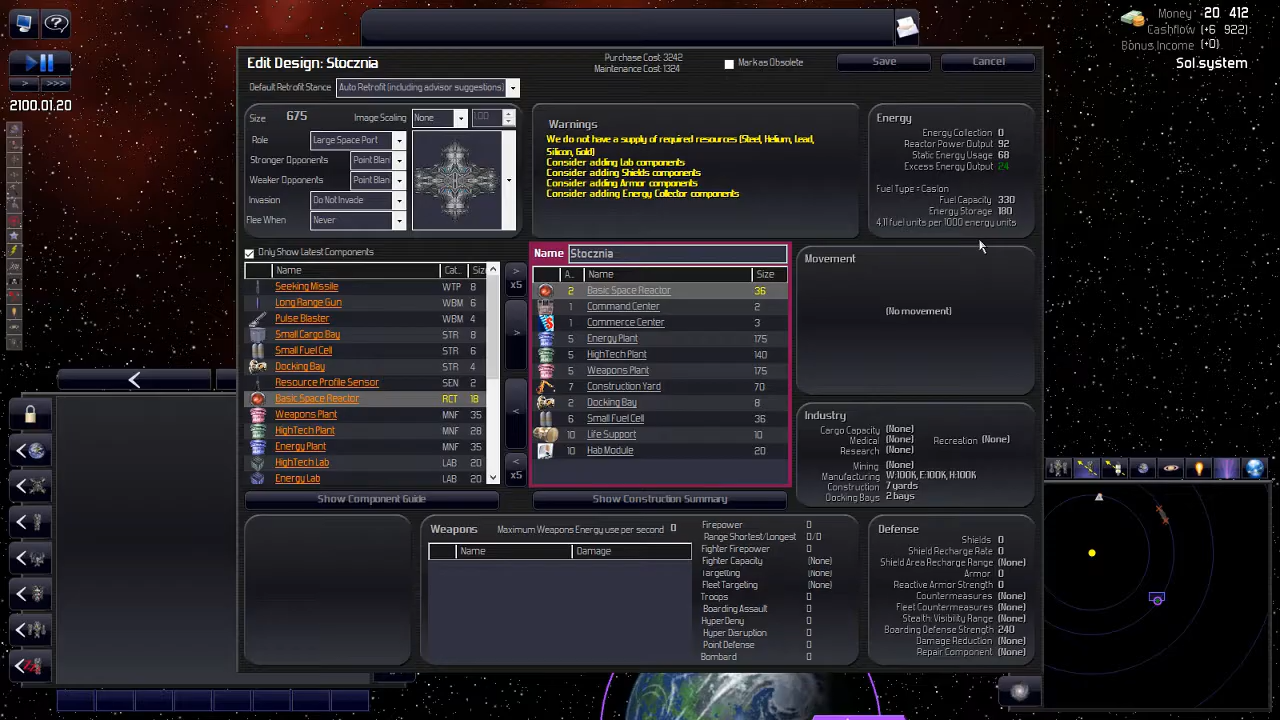 Money 20 412
Cashflow (+6 922)
Bonus Income (+0)
Sol system
>
>>>
2100.01.20
Edit Design: Stocznia
Purchase Cost 3242
Maintenance Cost 1324
Mark as Obsolete
Save
Cancel
Default Retrofit Stance
Auto Retrofit (including advisor suggestions)
Size 675
Image Scaling None 1,00
Role Large Space Port
Stronger Opponents Point Blan
Weaker Opponents Point Blan
Invasion Do Not Invade
Flee When Never
Warnings
We do not have a supply of required resources (Steel, Helium, Lead,
Silicon, Gold)
Consider adding Lab components
Consider adding Shields components
Consider adding Armor components
Consider adding Energy Collector components
Energy
Energy Collection 0
Reactor Power Output 92
Static Energy Usage 68
Excess Energy Output 24
Fuel Type = Caslon
Fuel Capacity 330
Energy Storage 180
4.11 fuel units per 1000 energy units
Only Show Latest Components
Name Cat.. Siz
Seeking Missile WTP 8
Long Range Gun WBM 6
Pulse Blaster WBM 4
Small Cargo Bay STR 8
Small Fuel Cell STR 6
Docking Bay STR 4
Resource Profile Sensor SEN 2
Basic Space Reactor RCT 18
Weapons Plant MNF 35
HighTech Plant MNF 28
Energy Plant MNF 35
HighTech Lab LAB 20
Energy Lab LAB 20
Show Component Guide
>
x5
>
<
<
x5
Name Stocznia
A.. Name Size
2 Basic Space Reactor 36
1 Command Center 2
1 Commerce Center 3
5 Energy Plant 175
5 HighTech Plant 140
5 Weapons Plant 175
7 Construction Yard 70
2 Docking Bay 8
6 Small Fuel Cell 36
10 Life Support 10
10 Hab Module 20
Show Construction Summary
Movement
(No movement)
Industry
Cargo Capacity (None)
Medical (None)
Recreation (None)
Research (None)
Mining (None)
Manufacturing W:100K, E:100K, H:100K
Construction 7 yards
Docking Bays 2 bays
Weapons
Maximum Weapons Energy use per second 0
Name Damage
Firepower 0
Range Shortest/Longest 0/0
Fighter Firepower 0
Fighter Capacity (None)
Targetting (None)
Fleet Targeting (None)
Troops 0
Boarding Assault 0
HyperDeny 0
Hyper Disruption 0
Point Defense 0
Bombard 0
Defense
Shields 0
Shield Recharge Rate 0
Shield Area Recharge Range (None)
Armor 0
Reactive Armor Strength 0
Countermeasures (None)
Fleet Countermeasures (None)
Stealth: Visibility Range (None)
Boarding Defense Strength 240
Damage Reduction (None)
Repair Component (None)